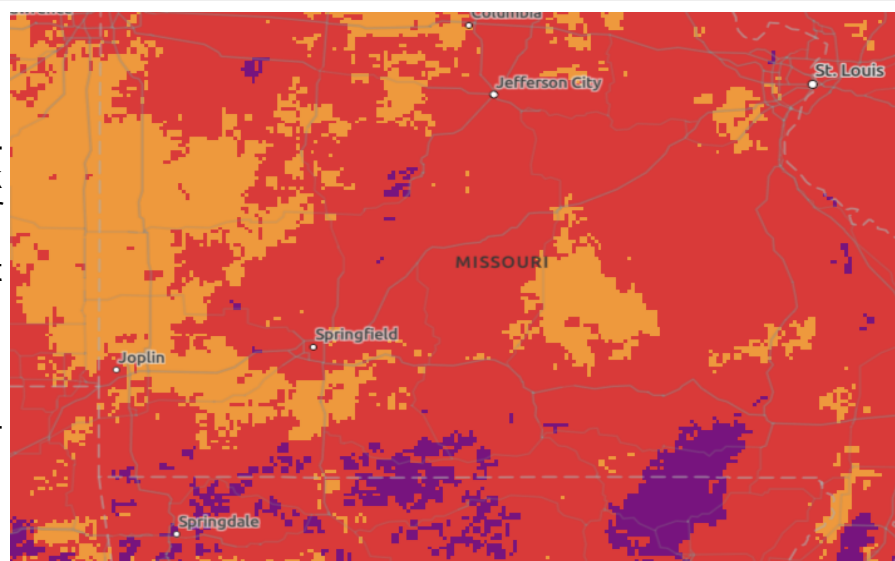 Columbia
Jefferson City
St. Louis
MISSOURI
Springfield
Joplin
Springdale